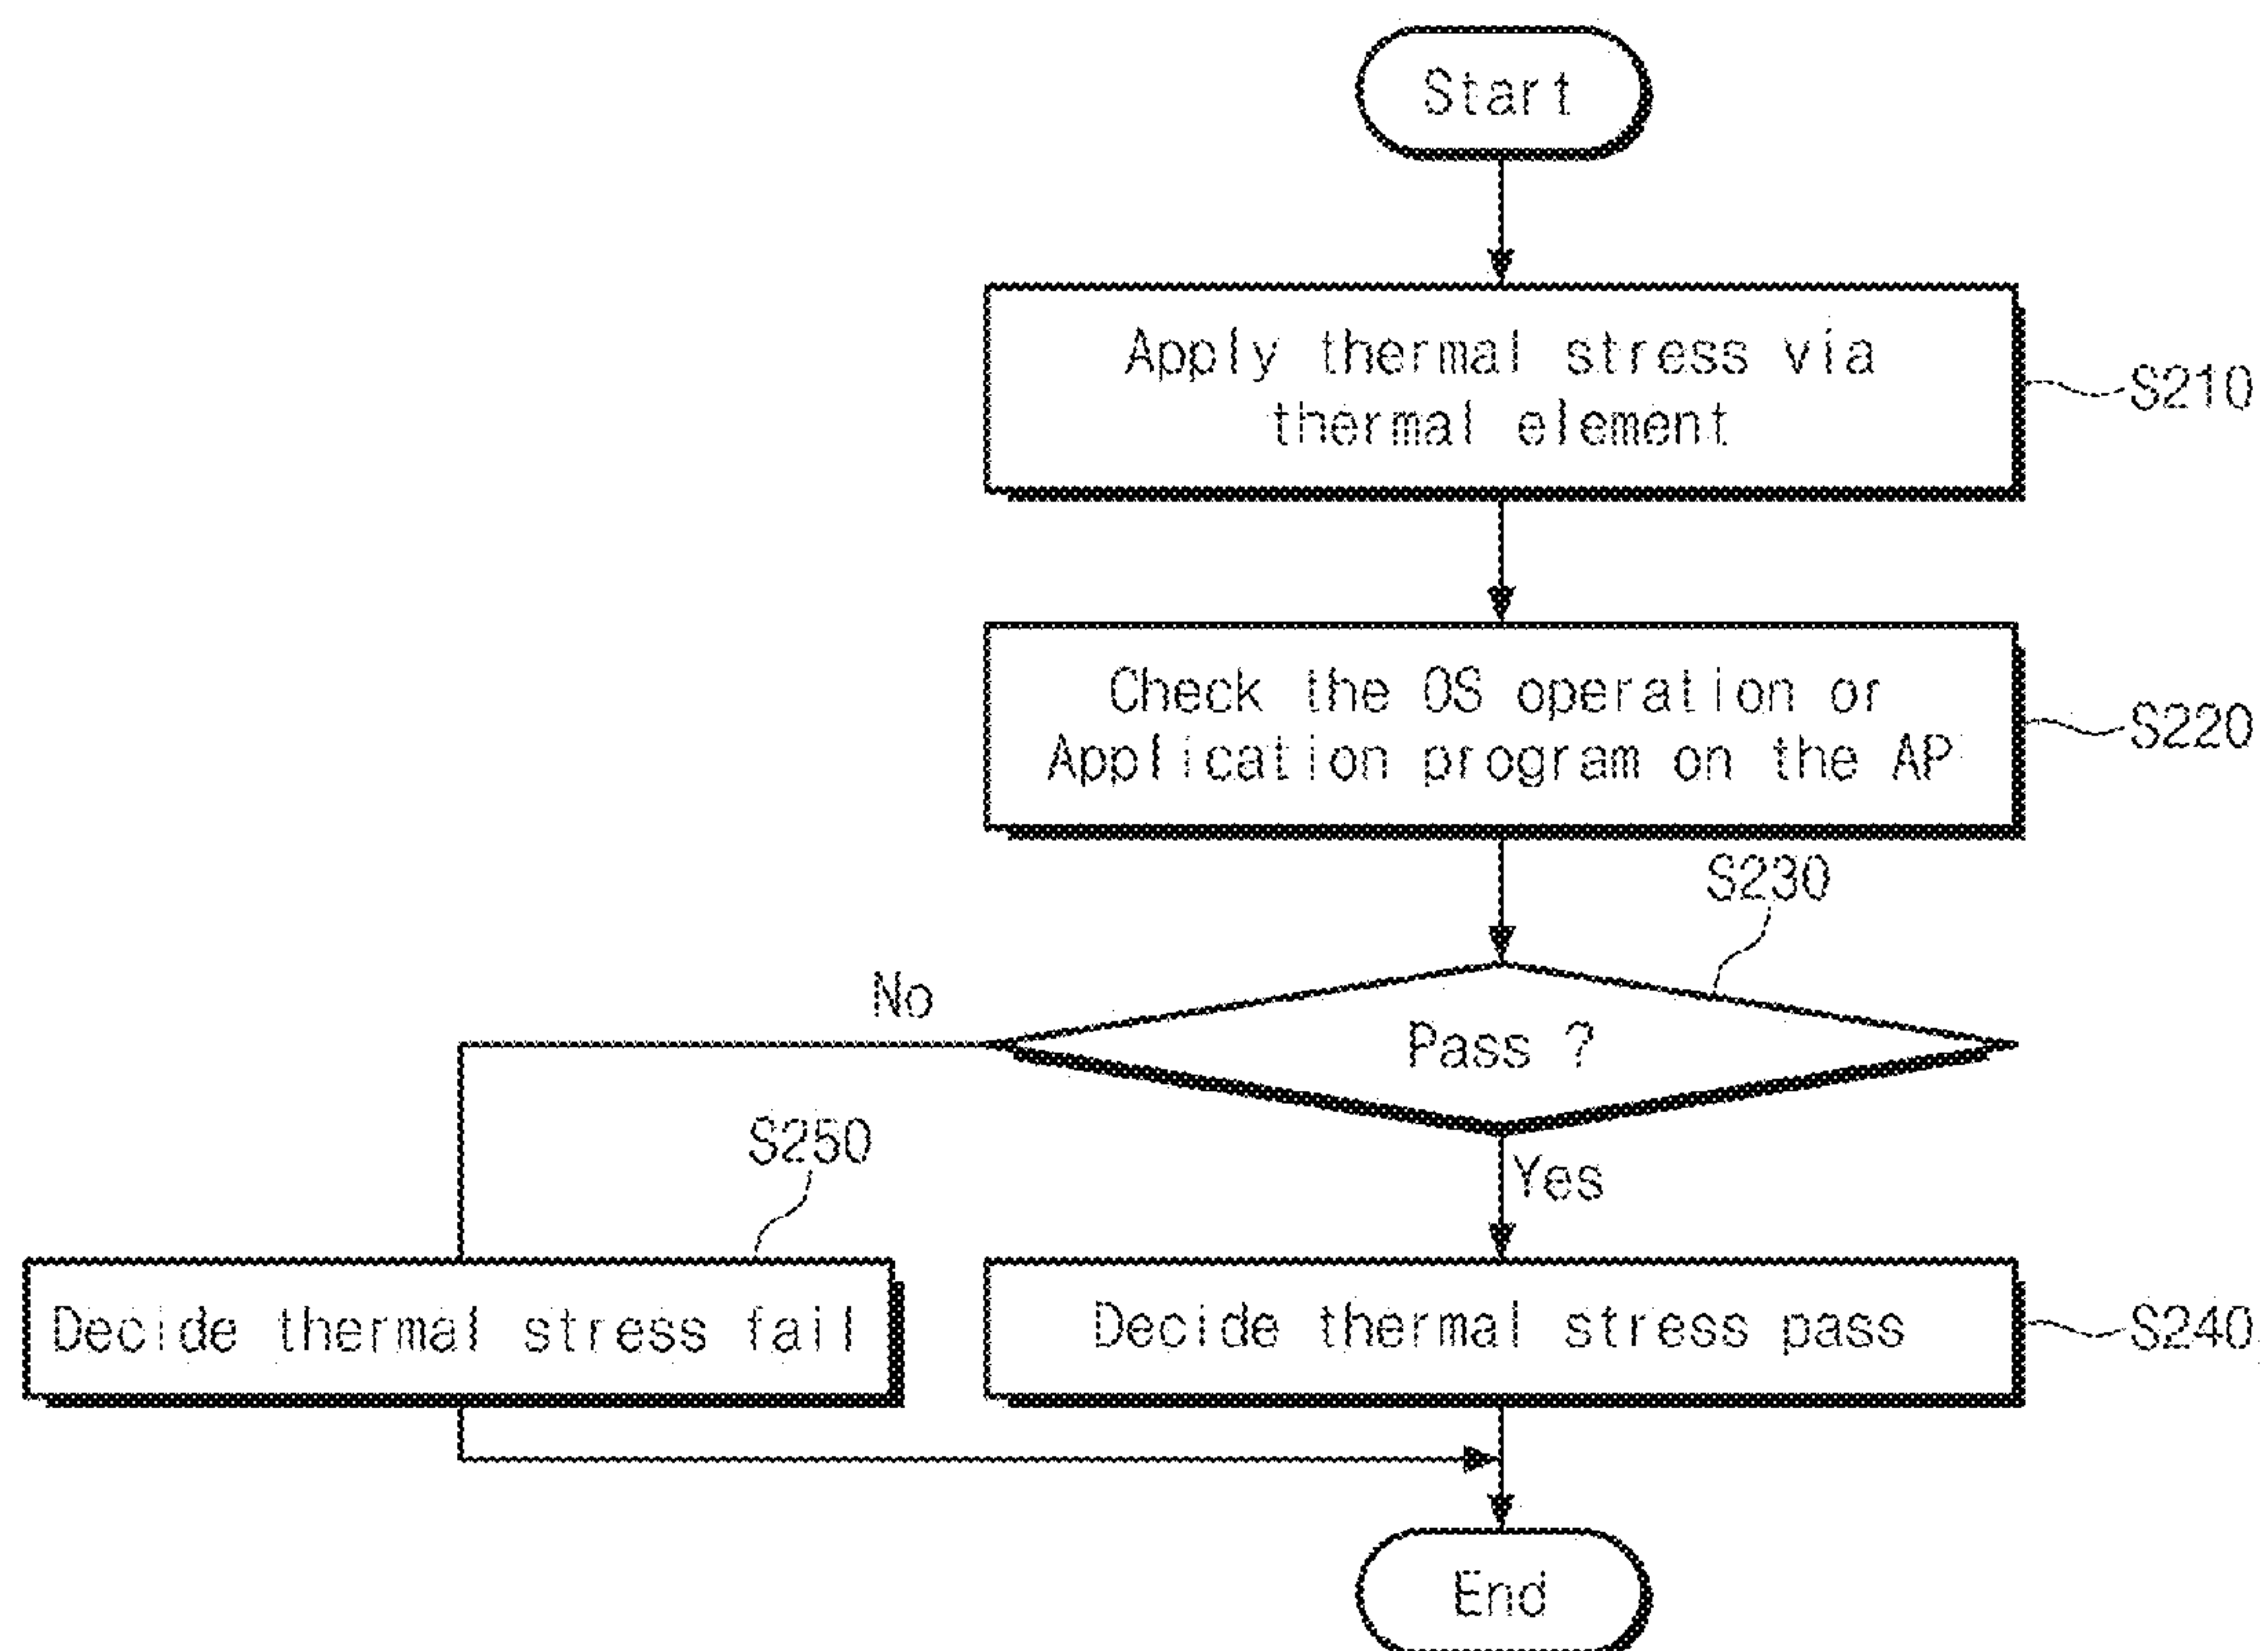 Start
Apply thermal stress via
thermal element
S210
Check the OS operation or
Application program on the AP
S220
S230
Pass ?
No
Yes
S250
Decide thermal stress fail
Decide thermal stress pass
S240
End